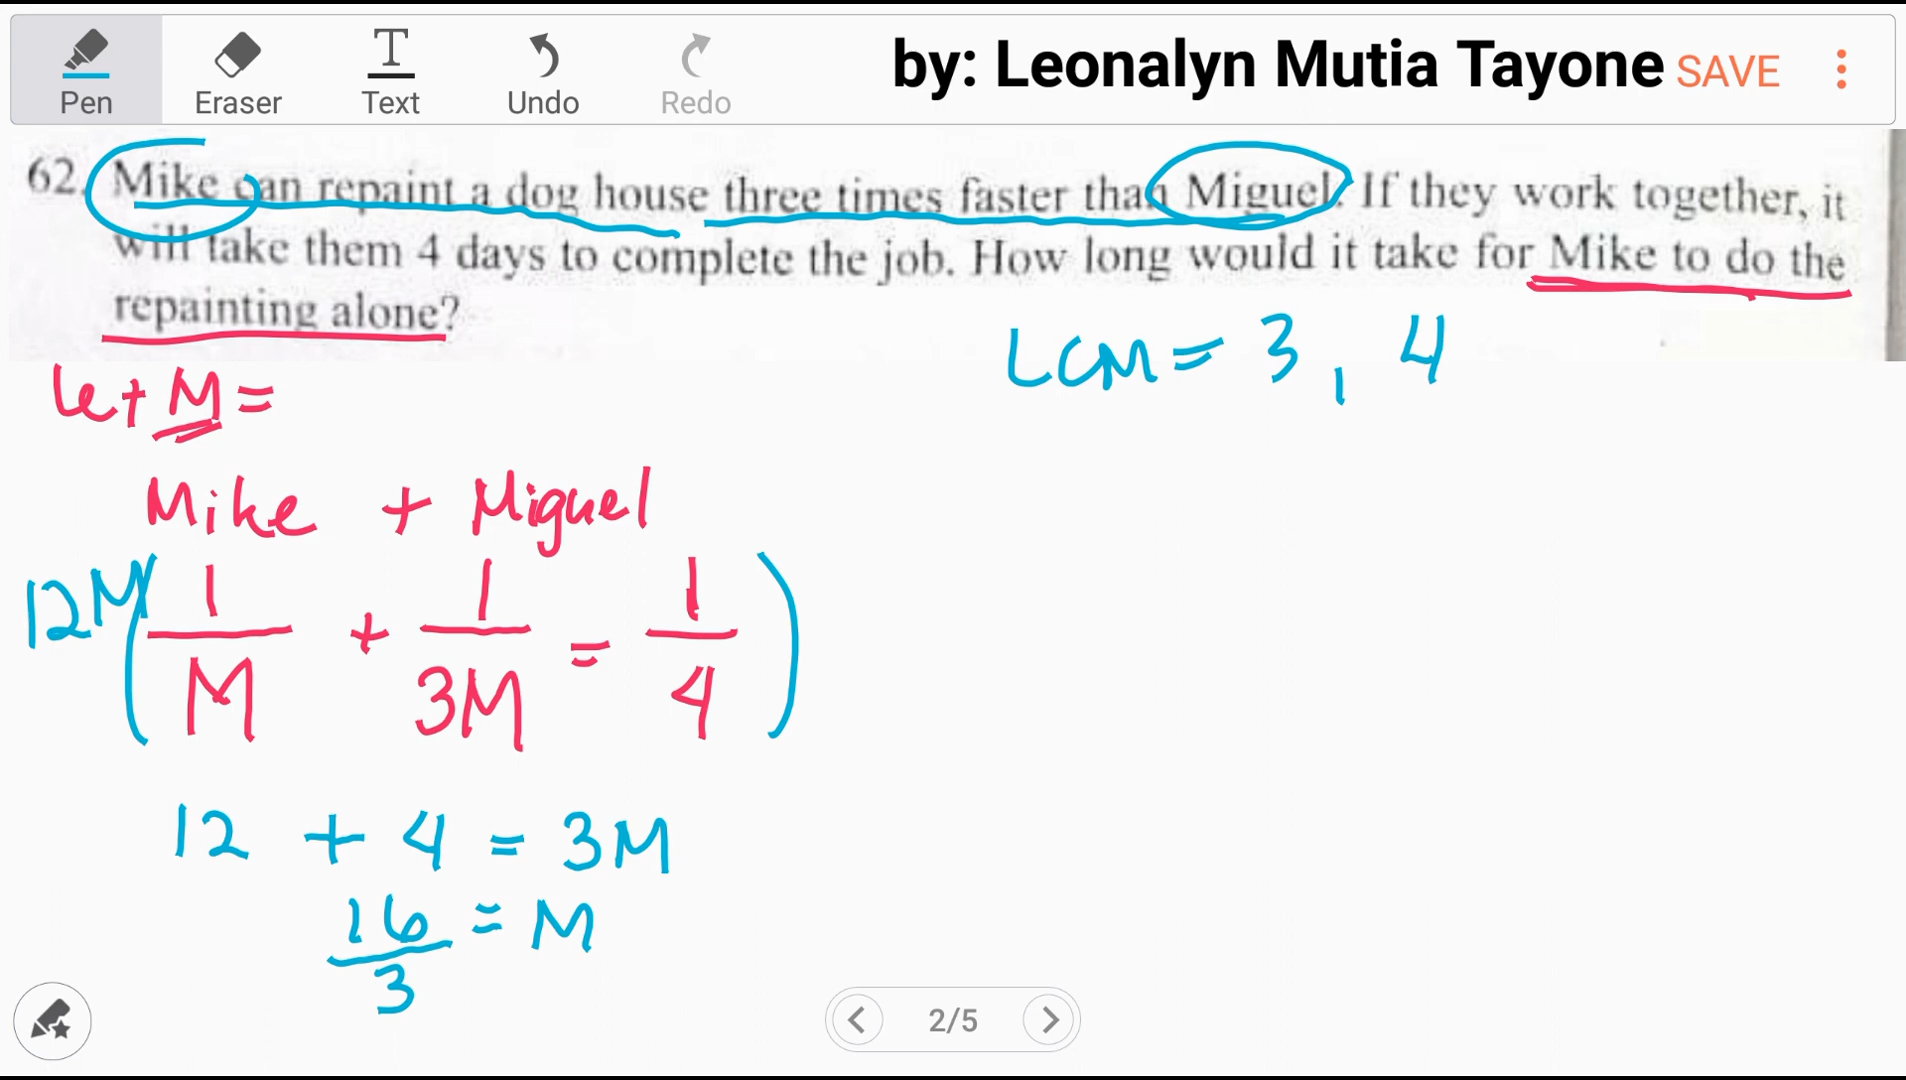 Pen Eraser Text Undo Redo by: Leonalyn Mutia Tayone SAVE
62. Mike can repaint a dog house three times faster than Miguel. If they work together, it
will take them 4 days to complete the job. How long would it take for Mike to do the
repainting alone?
LCM = 3, 4
let M =
Mike + Miguel
12M( 1/M + 1/3M = 1/4 )
12 + 4 = 3M
16/3 = M
2/5